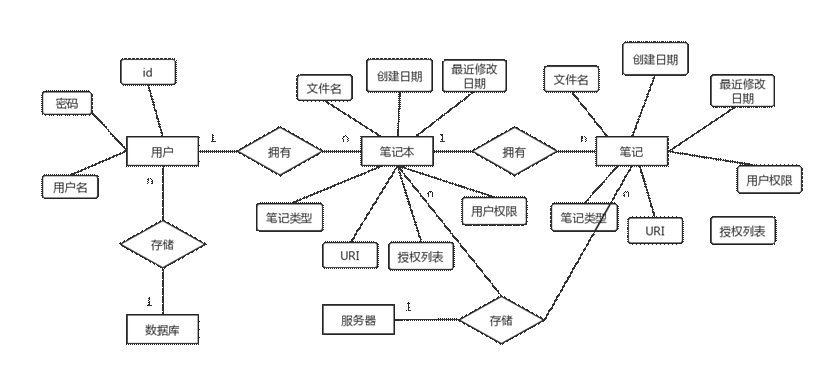 创建日期
id
文件名
创建日期
最近修改
日期
文件名
最近修改
日期
密码
用户
1
拥有
n
笔记本
1
拥有
n
笔记
用户名
n
笔记类型
n
用户权限
笔记类型
n
用户权限
存储
URI
授权列表
URI
授权列表
1
数据库
服务器
1
存储